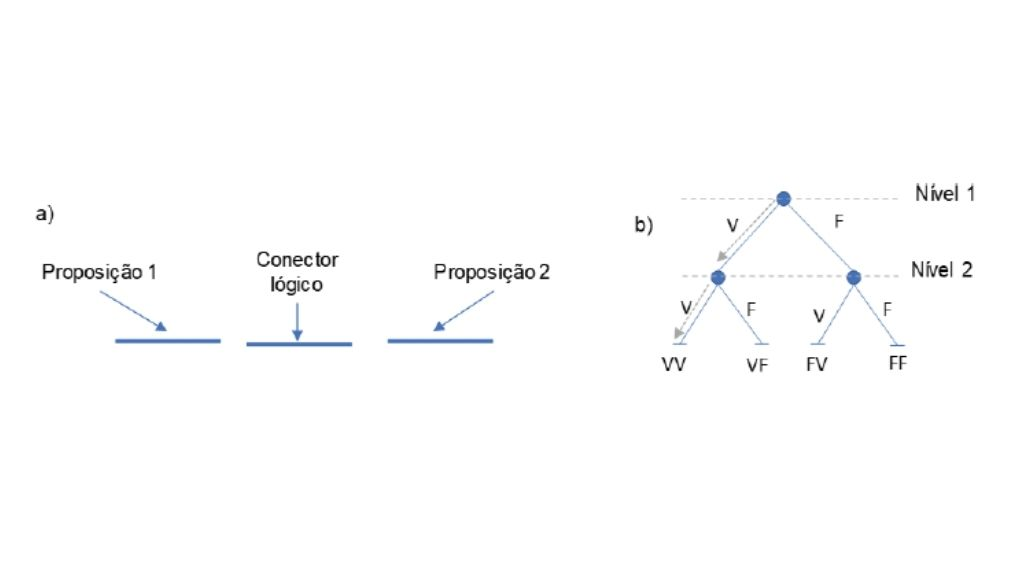 a)
Proposição 1
Conector
lógico
Proposição 2
b)
Nível 1
V
F
Nível 2
V
F
V
F
VV
VF
FV
FF